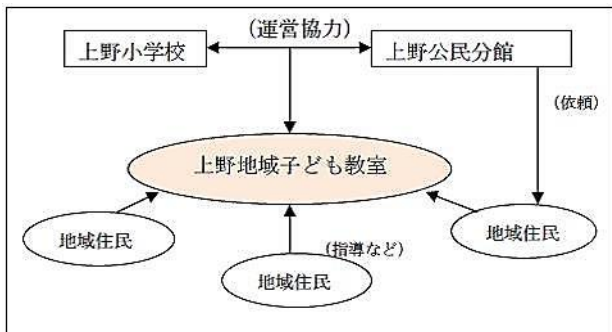 (運営協力)
上野小学校
上野公民分館
(依頼)
上野地域子ども教室
地域住民
地域住民
(指導など)
地域住民